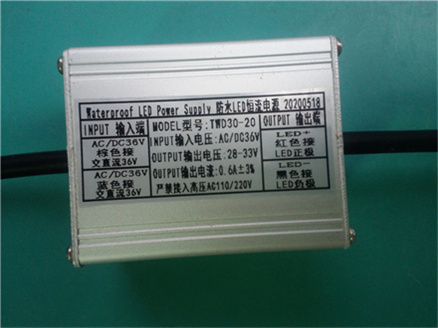 Waterproof LED Power Supply 防水LED恒流电源 20200518
INPUT 输入端
AC/DC36V
棕色接
交直流36V
AC/DC36V
蓝色接
交直流36V
MODEL型号: TWD30-20
INPUT输入电压: AC/DC36V
OUTPUT输出电压: 28-33V
OUTPUT输出电流: 0.6A±3%
严禁接入高压AC110/220V
OUTPUT 输出端
LED+
红色接
LED正极
LED-
黑色接
LED负极